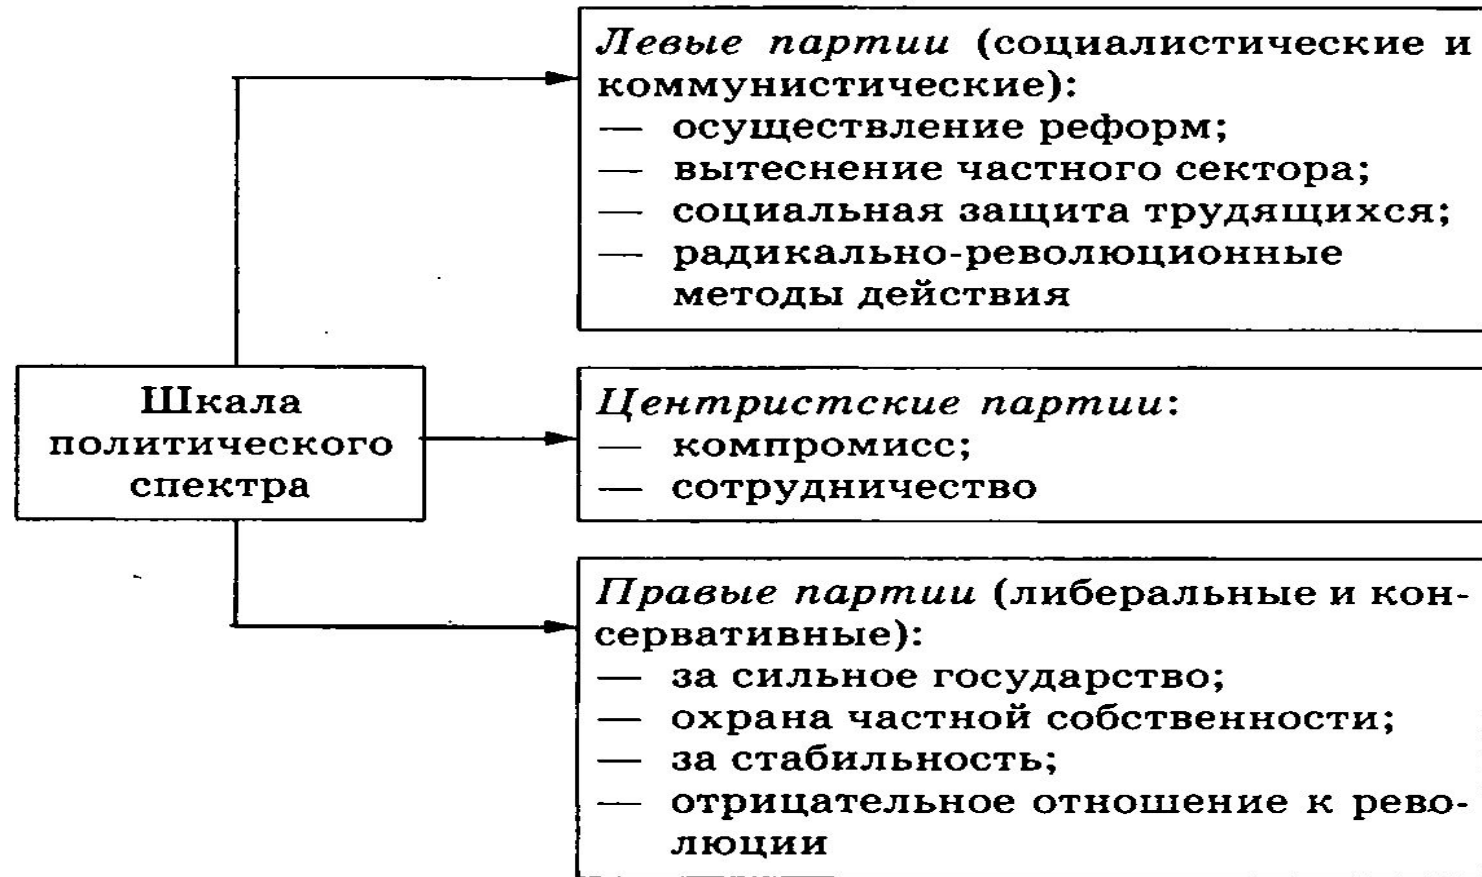 Левые партии (социалистические и
коммунистические):
— осуществление реформ;
— вытеснение частного сектора;
— социальная защита трудящихся;
— радикально-революционные
методы действия
Шкала
политического
спектра
Центристские партии:
— компромисс;
— сотрудничество
Правые партии (либеральные и кон-
сервативные):
— за сильное государство;
— охрана частной собственности;
— за стабильность;
— отрицательное отношение к рево-
люции